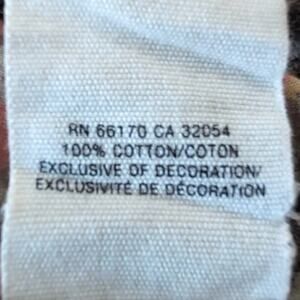 RN 66170 CA 32054
100% COTTON/COTON
EXCLUSIVE OF DECORATION/
EXCLUSIVITÉ DE DÉCORATION